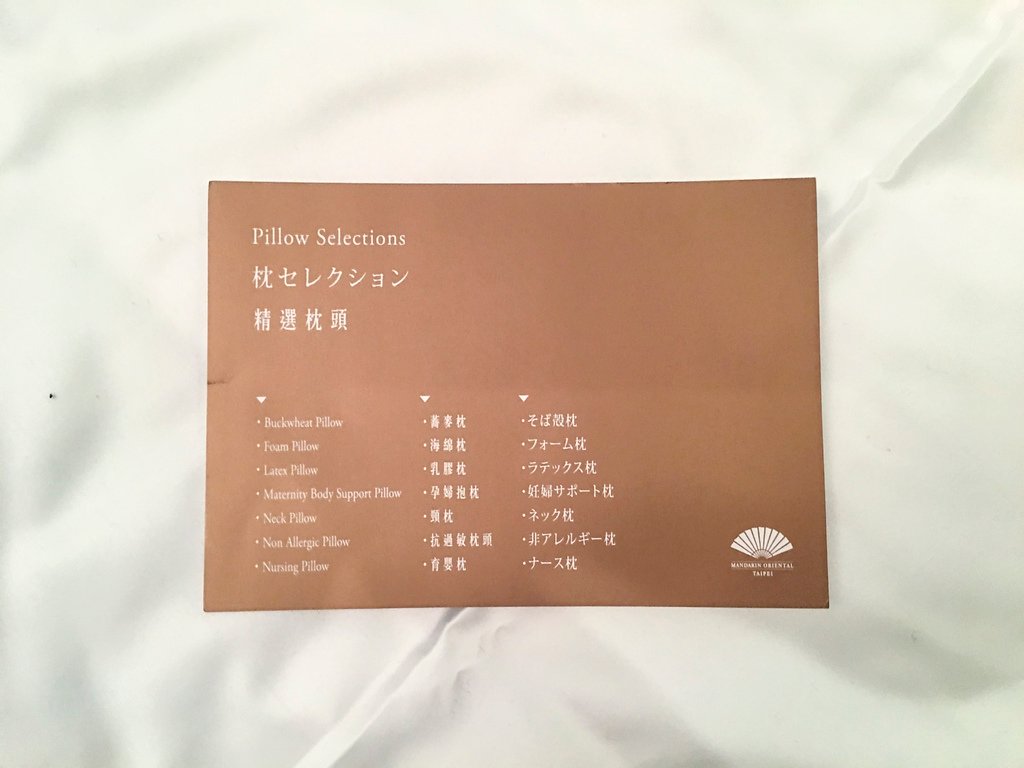 Pillow Selections
枕セレクション
精選枕頭
• Buckwheat Pillow
• Foam Pillow
• Latex Pillow
• Maternity Body Support Pillow
• Neck Pillow
• Non Allergic Pillow
• Nursing Pillow
・蕎麥枕
・海綿枕
・乳膠枕
・孕婦抱枕
・頸枕
・抗過敏枕頭
・育嬰枕
・そば殻枕
・フォーム枕
・ラテックス枕
・妊婦サポート枕
・ネック枕
・非アレルギー枕
・ナース枕
MANDARIN ORIENTAL
TAIPEI